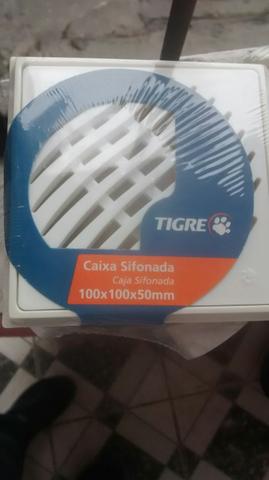 TIGRE
Caixa Sifonada
Caja Sifonada
100x100x50mm